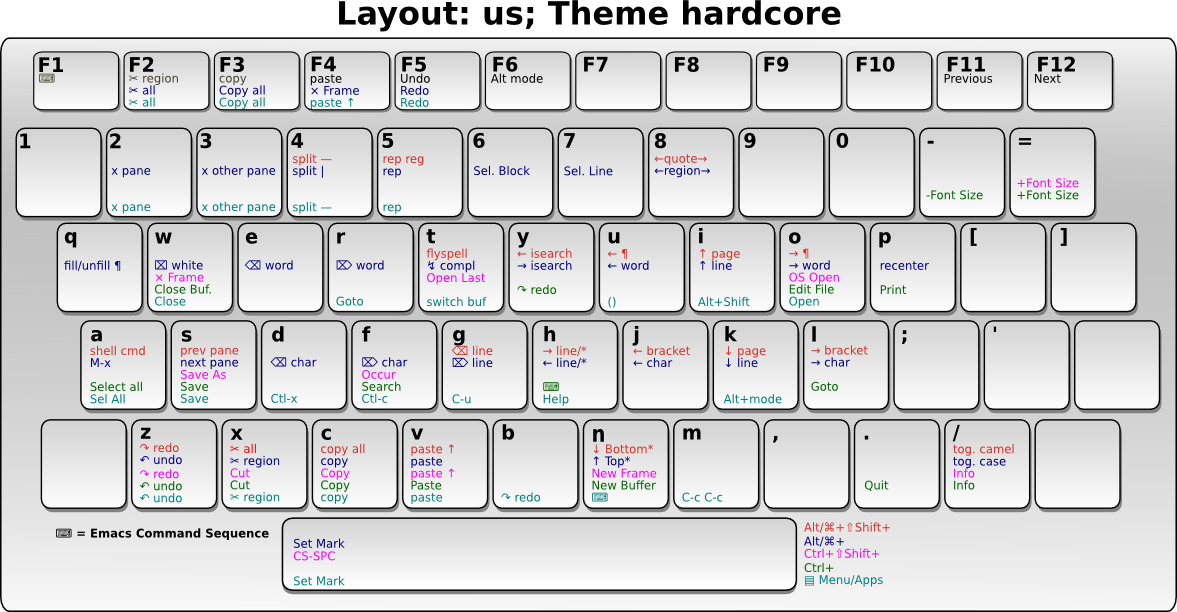 Layout: us; Theme hardcore
F1
⌨
F2
✂ region
✂ all
✂ all
F3
copy
Copy all
Copy all
F4
paste
× Frame
paste ↑
F5
Undo
Redo
Redo
F6
Alt mode
F7
F8
F9
F10
F11
Previous
F12
Next
1
2
x pane
x pane
3
x other pane
x other pane
4
split —
split |
split —
5
rep reg
rep
rep
6
Sel. Block
7
Sel. Line
8
←quote→
←region→
9
0
-
-Font Size
=
+Font Size
+Font Size
q
fill/unfill ¶
w
⌧ white
× Frame
Close Buf.
Close
e
⌫ word
r
⌦ word
Goto
t
flyspell
↯ compl
Open Last
switch buf
y
← isearch
→ isearch
↷ redo
u
← ¶
← word
()
i
↑ page
↑ line
Alt+Shift
o
→ ¶
→ word
OS Open
Edit File
Open
p
recenter
Print
[
]
a
shell cmd
M-x
Select all
Sel All
s
prev pane
next pane
Save As
Save
Save
d
⌫ char
Ctl-x
f
⌦ char
Occur
Search
Ctl-c
g
⌫ line
⌦ line
C-u
h
→ line/*
← line/*
⌨
Help
j
← bracket
← char
k
↓ page
↓ line
Alt+mode
l
→ bracket
→ char
Goto
;
'
z
↷ redo
↶ undo
↷ redo
↶ undo
↶ undo
x
✂ all
✂ region
Cut
Cut
✂ region
c
copy all
copy
Copy
Copy
copy
v
paste ↑
paste
paste ↑
Paste
paste
b
↷ redo
n
↓ Bottom*
↑ Top*
New Frame
New Buffer
⌨
m
C-c C-c
,
.
Quit
/
tog. camel
tog. case
Info
Info
⌨ = Emacs Command Sequence
Set Mark
CS-SPC
Set Mark
Alt/⌘+⇧Shift+
Alt/⌘+
Ctrl+⇧Shift+
Ctrl+
▤ Menu/Apps